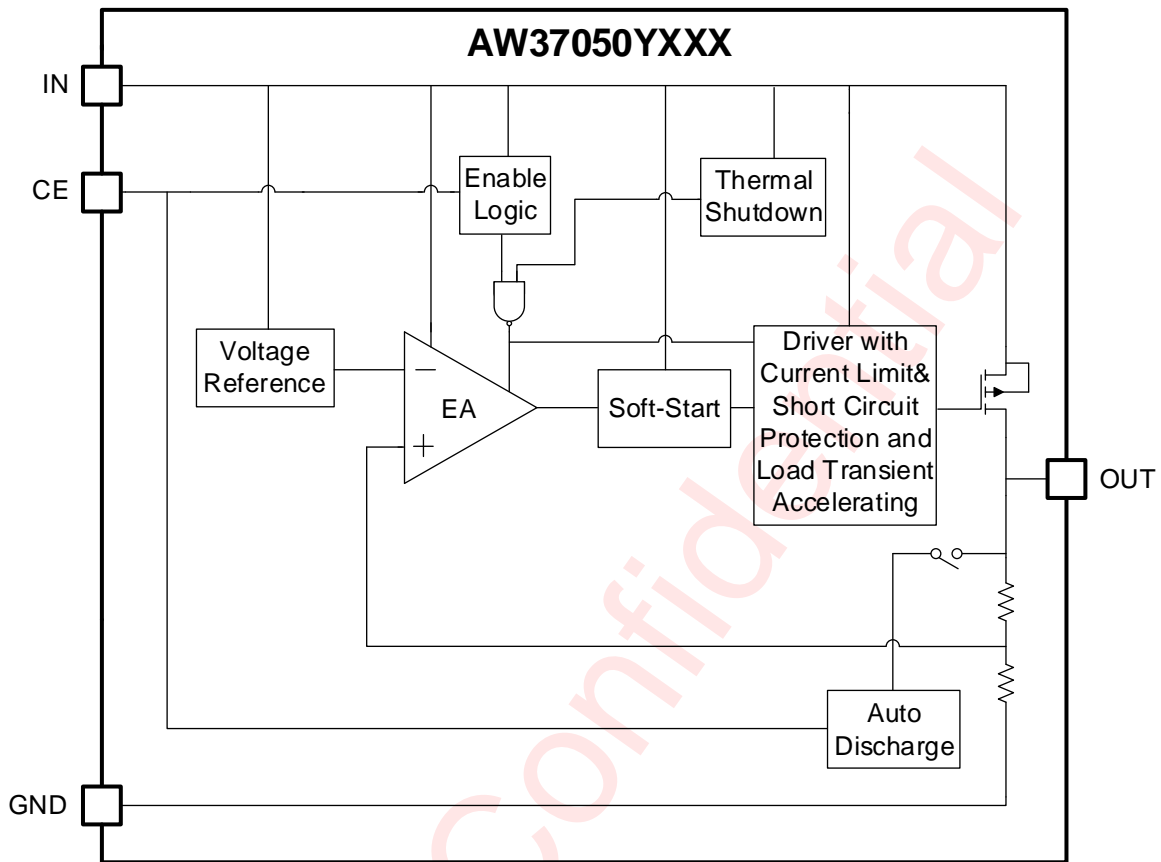 AW37050YXXX
IN
CE
Enable
Logic
Thermal
Shutdown
Voltage
Reference
−
EA
+
Soft-Start
Driver with
Current Limit&
Short Circuit
Protection and
Load Transient
Accelerating
OUT
Auto
Discharge
GND
Confidential